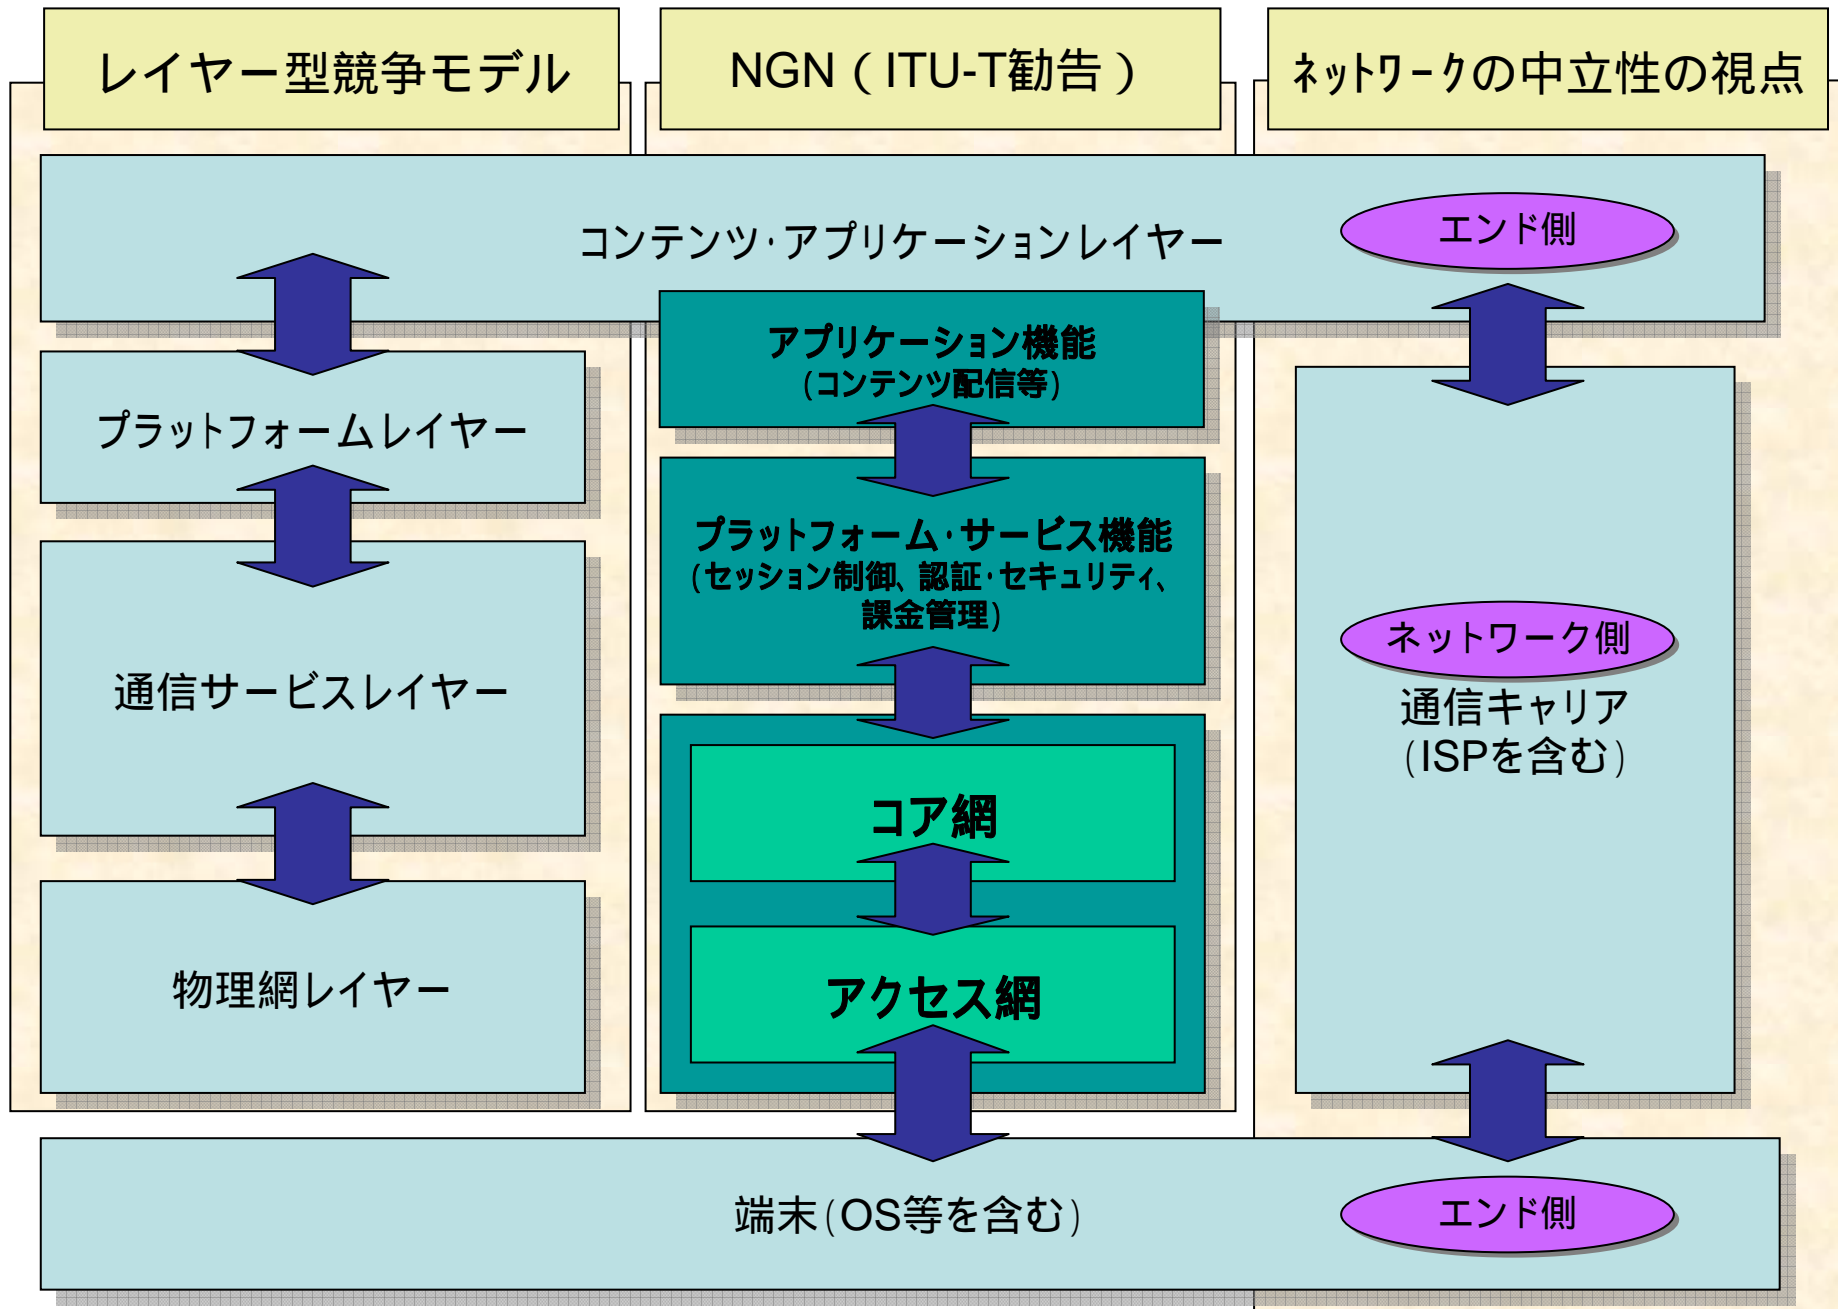 レイヤー型競争モデル
NGN（ITU-T勧告）
ネットワークの中立性の視点
コンテンツ・アプリケーションレイヤー
エンド側
プラットフォームレイヤー
通信サービスレイヤー
物理網レイヤー
アプリケーション機能
(コンテンツ配信等)
プラットフォーム・サービス機能
(セッション制御、認証・セキュリティ、
課金管理)
コア網
アクセス網
ネットワーク側
通信キャリア
(ISPを含む)
端末(OS等を含む)
エンド側